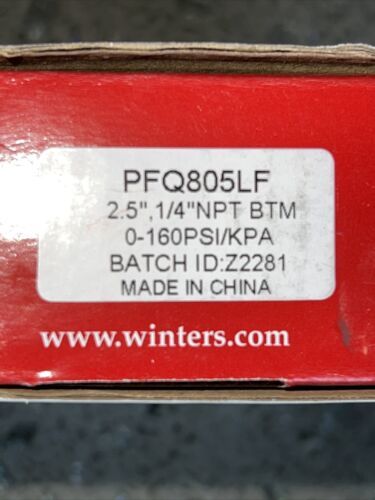 PFQ805LF
2.5",1/4"NPT BTM
0-160PSI/KPA
BATCH ID:Z2281
MADE IN CHINA
www.winters.com